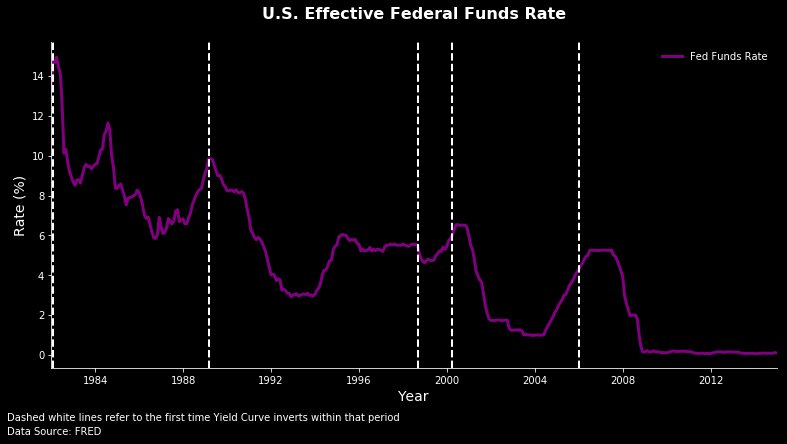 U.S. Effective Federal Funds Rate
Fed Funds Rate
14
12
10
8
6
4
2
0
Rate (%)
1984 1988 1992 1996 2000 2004 2008 2012
Year
Dashed white lines refer to the first time Yield Curve inverts within that period
Data Source: FRED